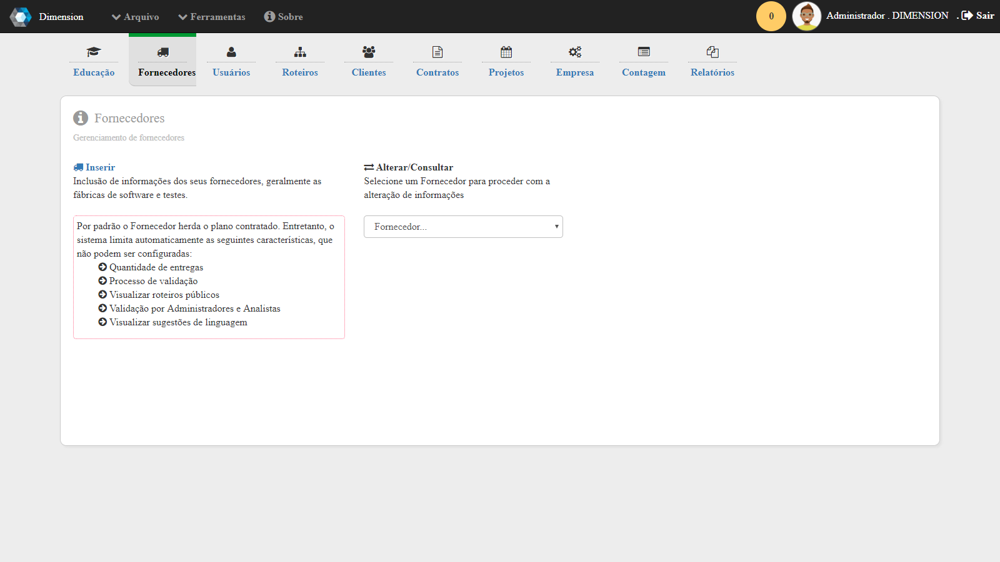 Dimension
Arquivo
Ferramentas
Sobre
0
Administrador . DIMENSION
. Sair
Educação
Fornecedores
Usuários
Roteiros
Clientes
Contratos
Projetos
Empresa
Contagem
Relatórios
Fornecedores
Gerenciamento de fornecedores
Inserir
Inclusão de informações dos seus fornecedores, geralmente as
fábricas de software e testes.
Por padrão o Fornecedor herda o plano contratado. Entretanto, o
sistema limita automaticamente as seguintes características, que
não podem ser configuradas:
Quantidade de entregas
Processo de validação
Visualizar roteiros públicos
Validação por Administradores e Analistas
Visualizar sugestões de linguagem
Alterar/Consultar
Selecione um Fornecedor para proceder com a
alteração de informações
Fornecedor...